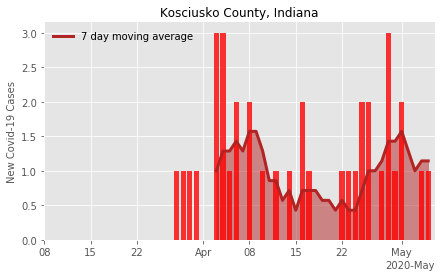 Kosciusko County, Indiana
7 day moving average
New Covid-19 Cases
3.0
2.5
2.0
1.5
1.0
0.5
0.0
08 15 22 Apr 08 15 22 May
2020-May